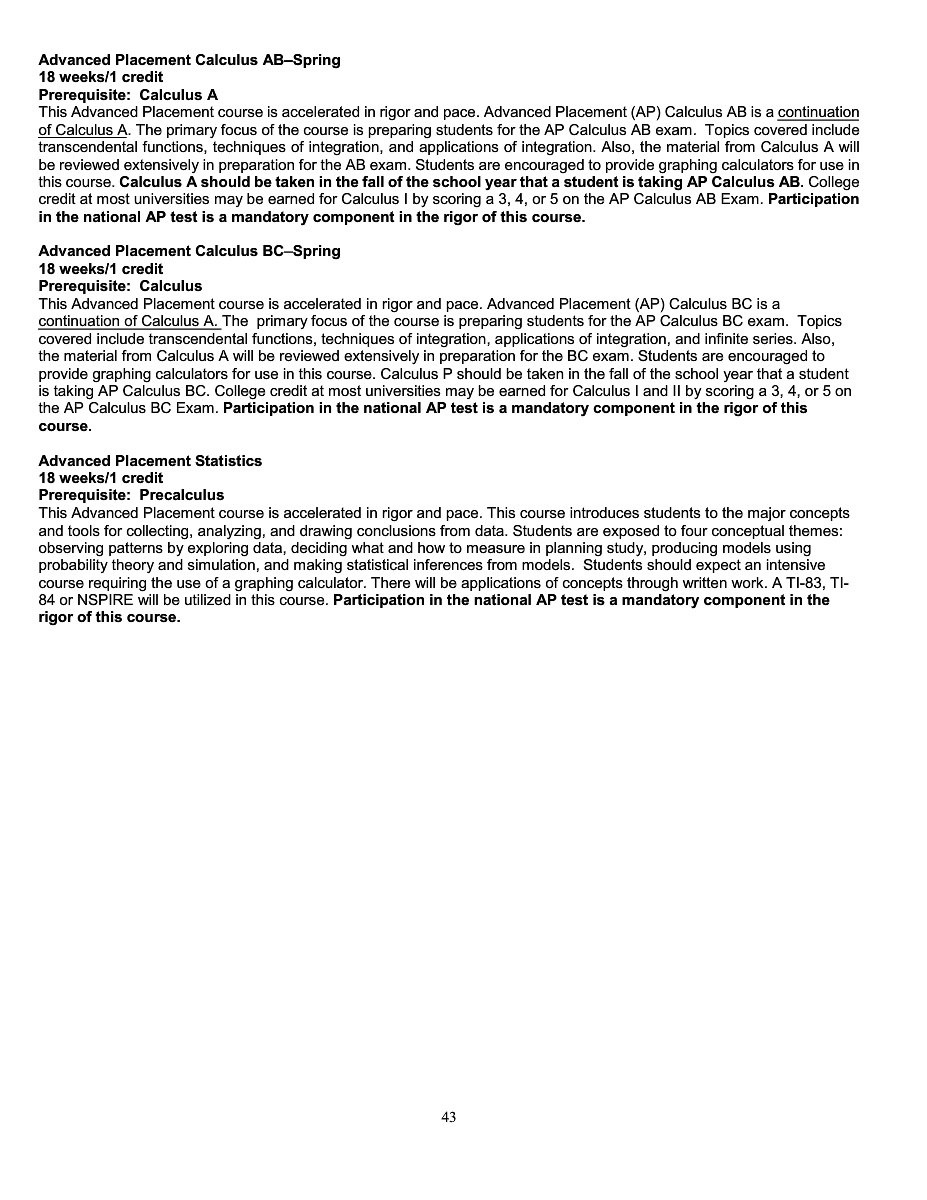 Advanced Placement Calculus AB–Spring
18 weeks/1 credit
Prerequisite:  Calculus A
This Advanced Placement course is accelerated in rigor and pace. Advanced Placement (AP) Calculus AB is a continuation
of Calculus A. The primary focus of the course is preparing students for the AP Calculus AB exam.  Topics covered include
transcendental functions, techniques of integration, and applications of integration. Also, the material from Calculus A will
be reviewed extensively in preparation for the AB exam. Students are encouraged to provide graphing calculators for use in
this course. Calculus A should be taken in the fall of the school year that a student is taking AP Calculus AB. College
credit at most universities may be earned for Calculus I by scoring a 3, 4, or 5 on the AP Calculus AB Exam. Participation
in the national AP test is a mandatory component in the rigor of this course.
Advanced Placement Calculus BC–Spring
18 weeks/1 credit
Prerequisite:  Calculus
This Advanced Placement course is accelerated in rigor and pace. Advanced Placement (AP) Calculus BC is a
continuation of Calculus A. The  primary focus of the course is preparing students for the AP Calculus BC exam.  Topics
covered include transcendental functions, techniques of integration, applications of integration, and infinite series. Also,
the material from Calculus A will be reviewed extensively in preparation for the BC exam. Students are encouraged to
provide graphing calculators for use in this course. Calculus P should be taken in the fall of the school year that a student
is taking AP Calculus BC. College credit at most universities may be earned for Calculus I and II by scoring a 3, 4, or 5 on
the AP Calculus BC Exam. Participation in the national AP test is a mandatory component in the rigor of this
course.
Advanced Placement Statistics
18 weeks/1 credit
Prerequisite:  Precalculus
This Advanced Placement course is accelerated in rigor and pace. This course introduces students to the major concepts
and tools for collecting, analyzing, and drawing conclusions from data. Students are exposed to four conceptual themes:
observing patterns by exploring data, deciding what and how to measure in planning study, producing models using
probability theory and simulation, and making statistical inferences from models.  Students should expect an intensive
course requiring the use of a graphing calculator. There will be applications of concepts through written work. A TI-83, TI-
84 or NSPIRE will be utilized in this course. Participation in the national AP test is a mandatory component in the
rigor of this course.
43